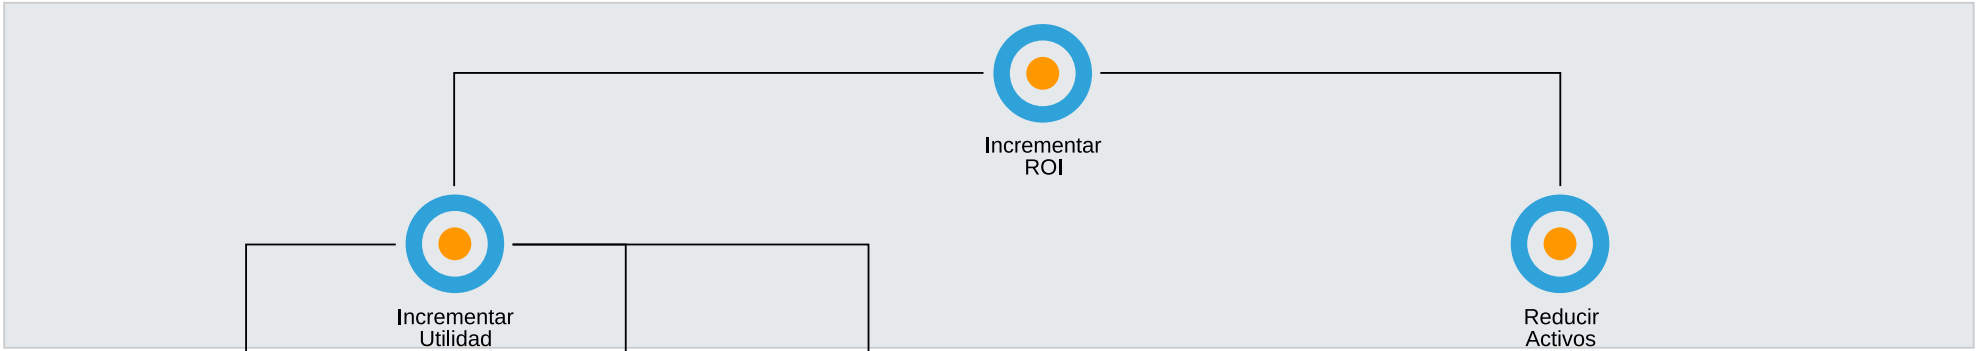 Incrementar
ROI
Incrementar
Utilidad
Reducir
Activos